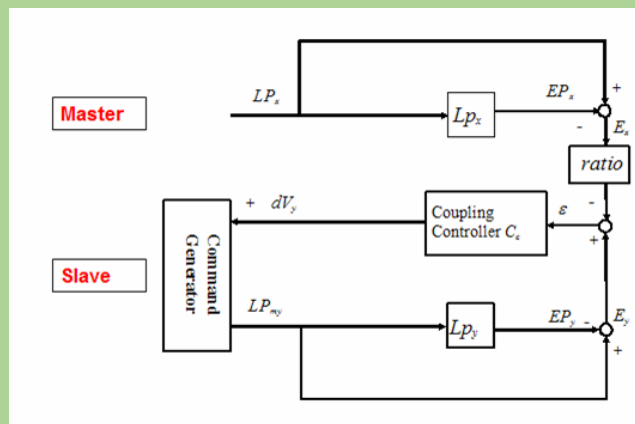 LPx
EPx
+
Master
Lpx
-
Ex
ratio
+ dVy
Coupling
Controller Cε
ε
-
+
Command
Generator
Slave
LPmy
Lpy
EPy
-
Ey
+